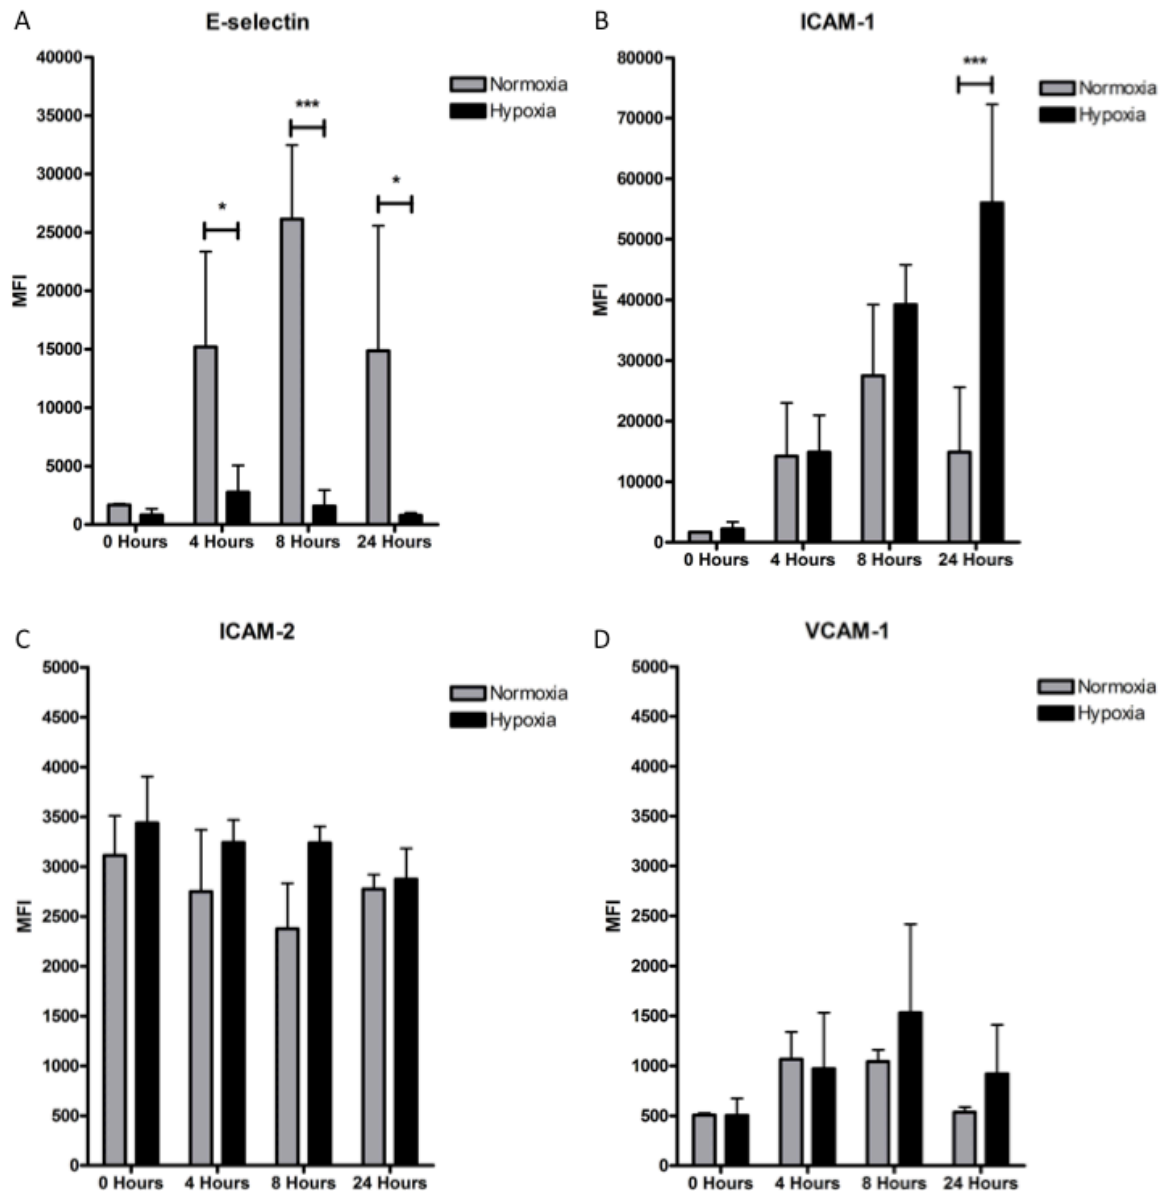 A
E-selectin
40000
35000
30000
25000
20000
15000
10000
5000
0
MFI
*
***
*
Normoxia
Hypoxia
0 Hours 4 Hours 8 Hours 24 Hours
B
ICAM-1
80000
70000
60000
50000
40000
30000
20000
10000
0
MFI
***
Normoxia
Hypoxia
0 Hours 4 Hours 8 Hours 24 Hours
C
ICAM-2
5000
4500
4000
3500
3000
2500
2000
1500
1000
500
0
MFI
Normoxia
Hypoxia
0 Hours 4 Hours 8 Hours 24 Hours
D
VCAM-1
5000
4500
4000
3500
3000
2500
2000
1500
1000
500
0
MFI
Normoxia
Hypoxia
0 Hours 4 Hours 8 Hours 24 Hours